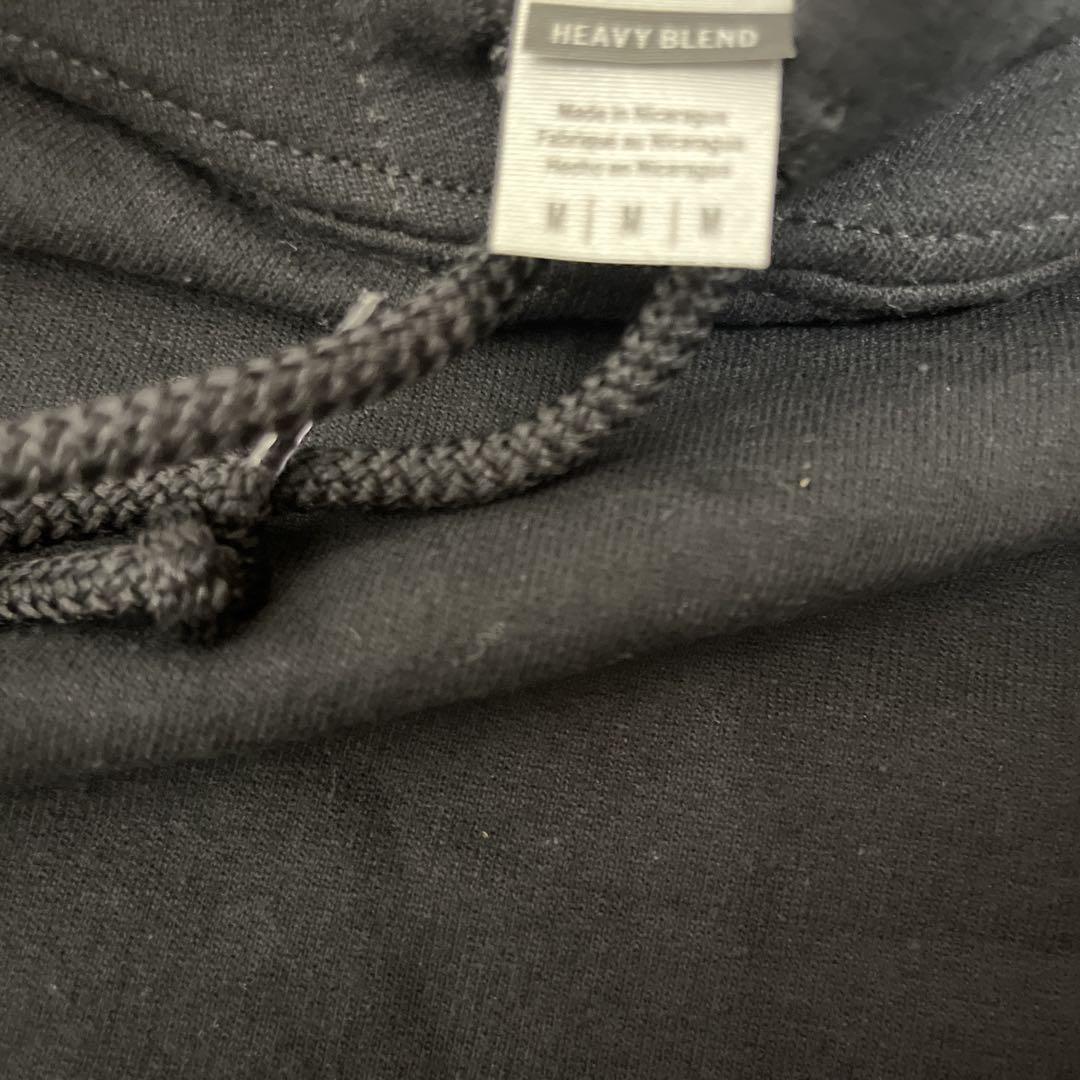 HEAVY BLEND
Made in Nicaragua
Fabriqué au Nicaragua
Hecho en Nicaragua
M | M | M